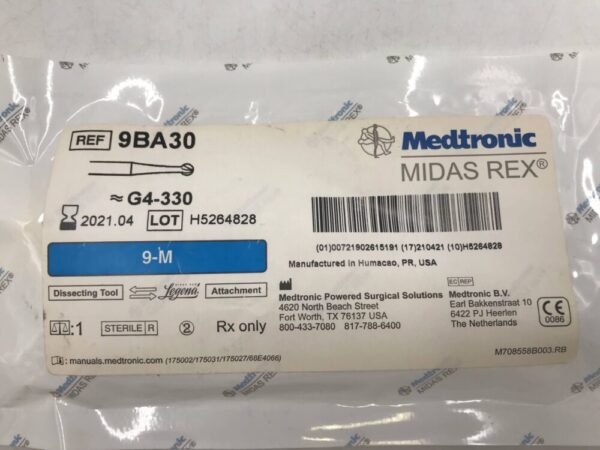 REF 9BA30
≈ G4-330
2021.04 LOT H5264828
9-M
Dissecting Tool Legend Attachment
:1 STERILE R 2 Rx only
: manuals.medtronic.com (175002/175031/175027/68E4066)
Medtronic
MIDAS REX®
(01)00721902615191 (17)210421 (10)H5264828
Manufactured in Humacao, PR, USA
Medtronic Powered Surgical Solutions
4620 North Beach Street
Fort Worth, TX 76137 USA
800-433-7080 817-788-6400
EC REP
Medtronic B.V.
Earl Bakkenstraat 10
6422 PJ Heerlen
The Netherlands
CE
0086
M708558B003.RB
Medtronic
MIDAS REX®